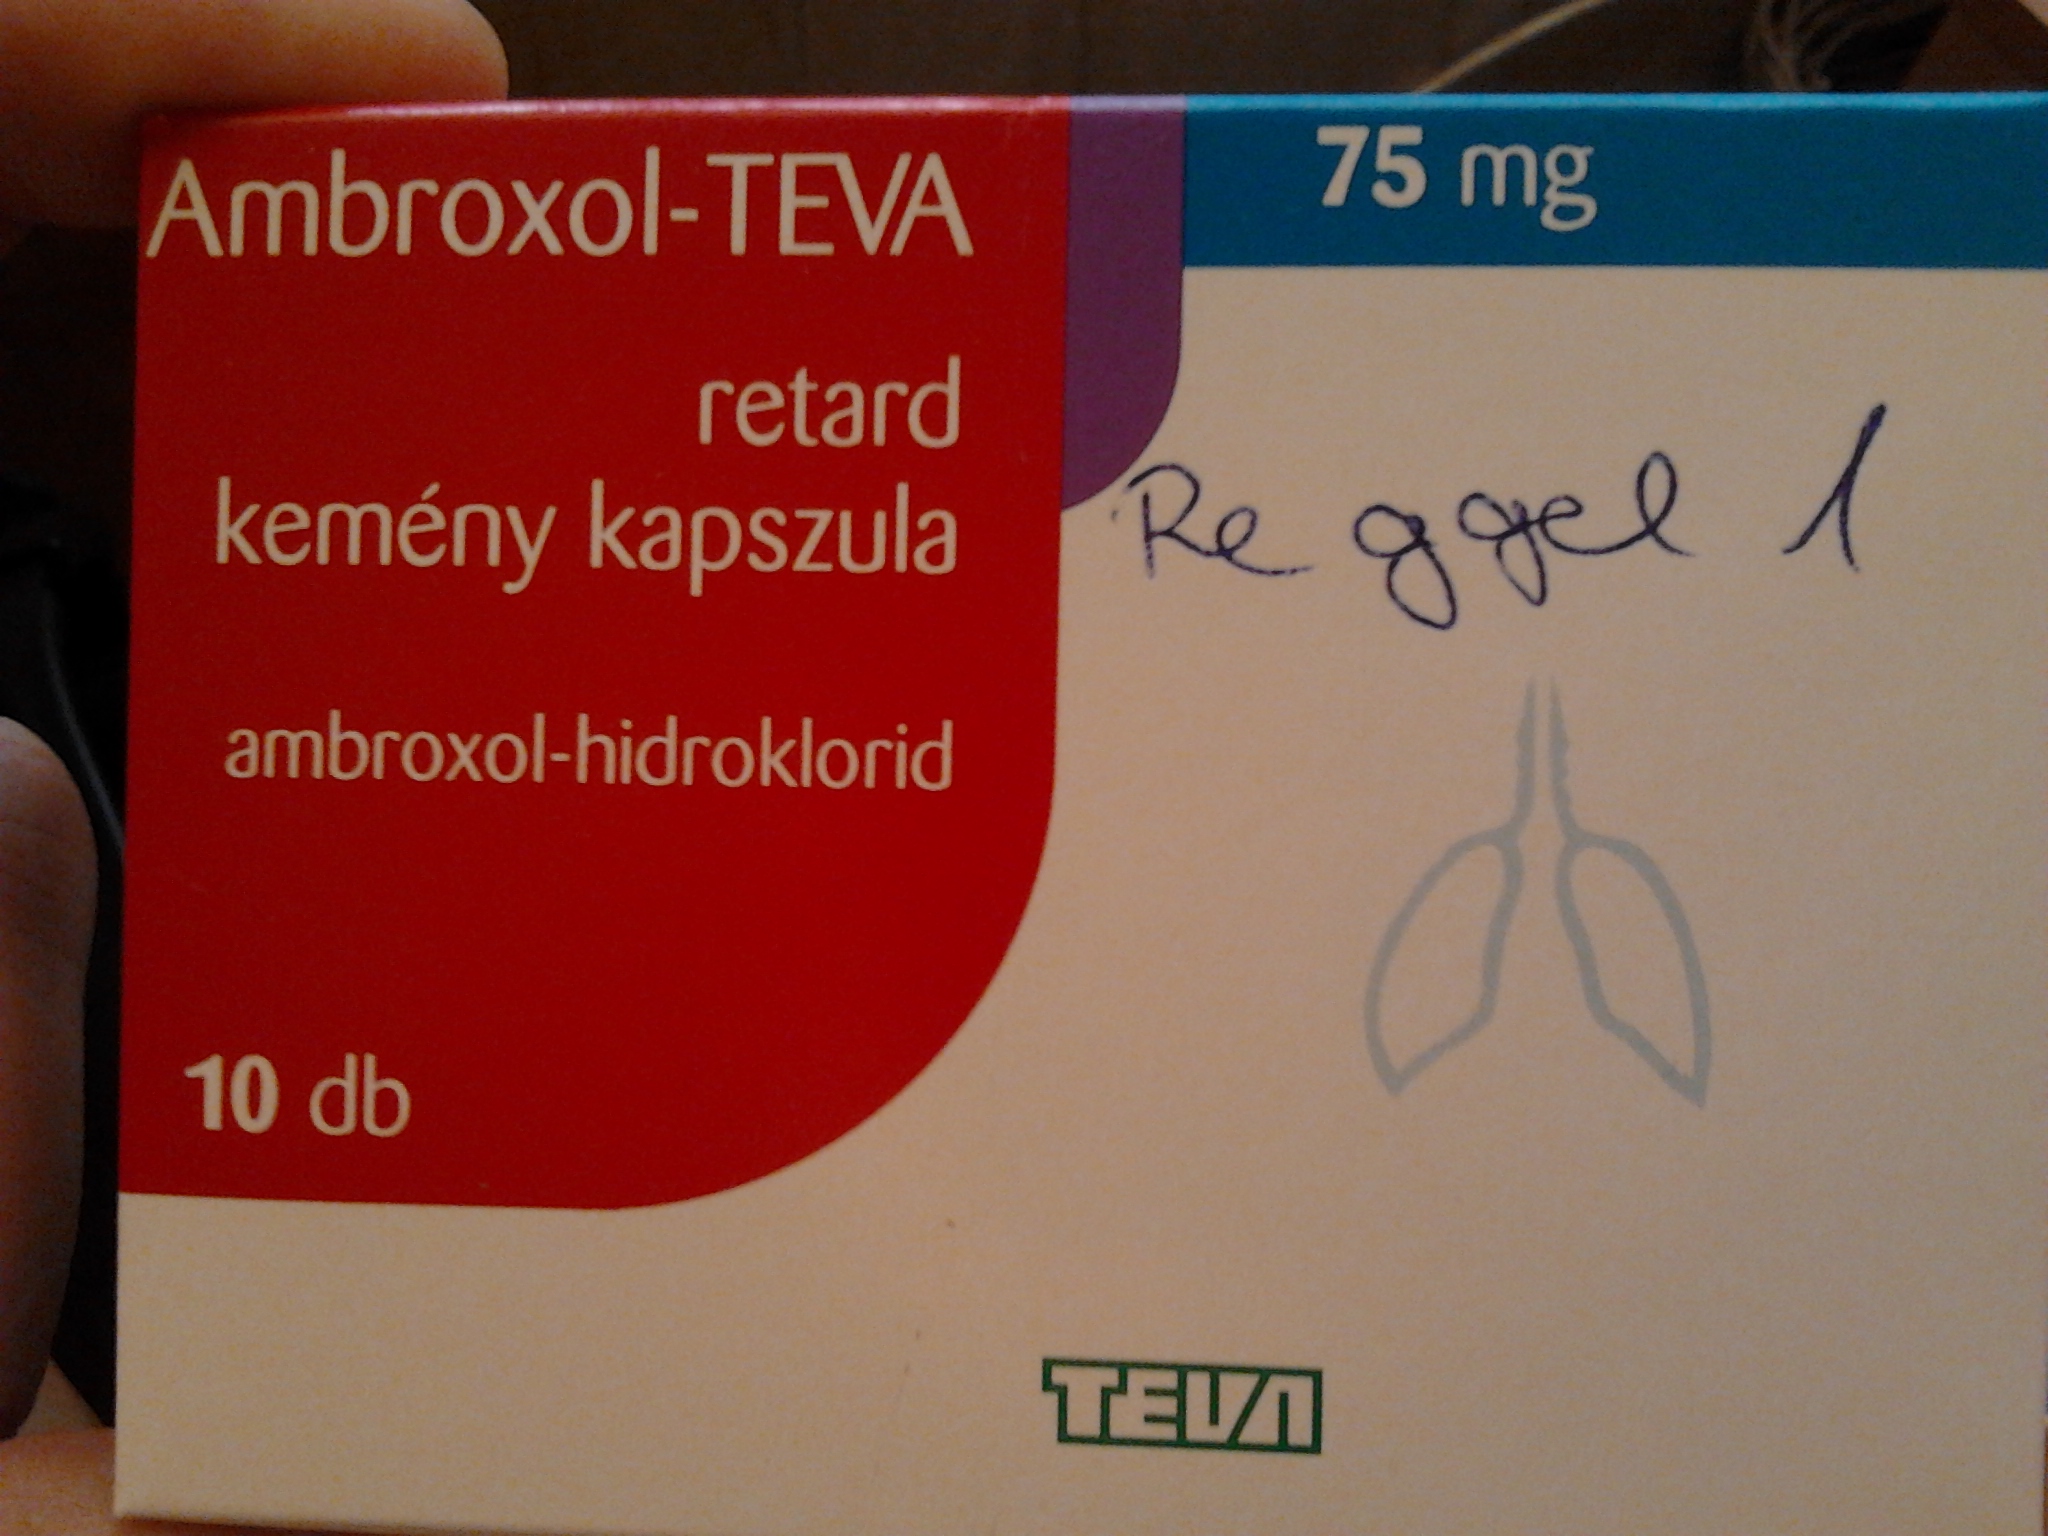 Ambroxol-TEVA
75 mg
retard
kemény kapszula
Reggel 1
ambroxol-hidroklorid
10 db
TEVA